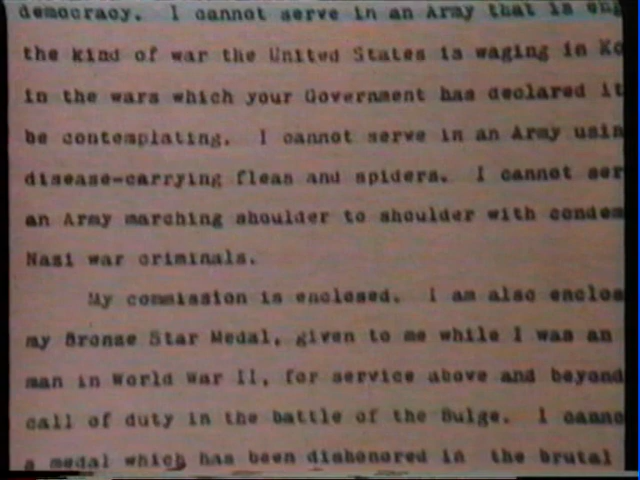 democracy. I cannot serve in an Army that is eng
the kind of war the United States is waging in Ko
in the wars which your Government has declared it
be contemplating. I cannot serve in an Army usin
disease-carrying fleas and spiders. I cannot ser
an Army marching shoulder to shoulder with condem
Nazi war criminals.
My commission is enclosed. I am also enclos
my Bronze Star Medal, given to me while I was an
man in World War II, for service above and beyond
call of duty in the battle of the Bulge. I canno
a medal which has been dishonored in the brutal